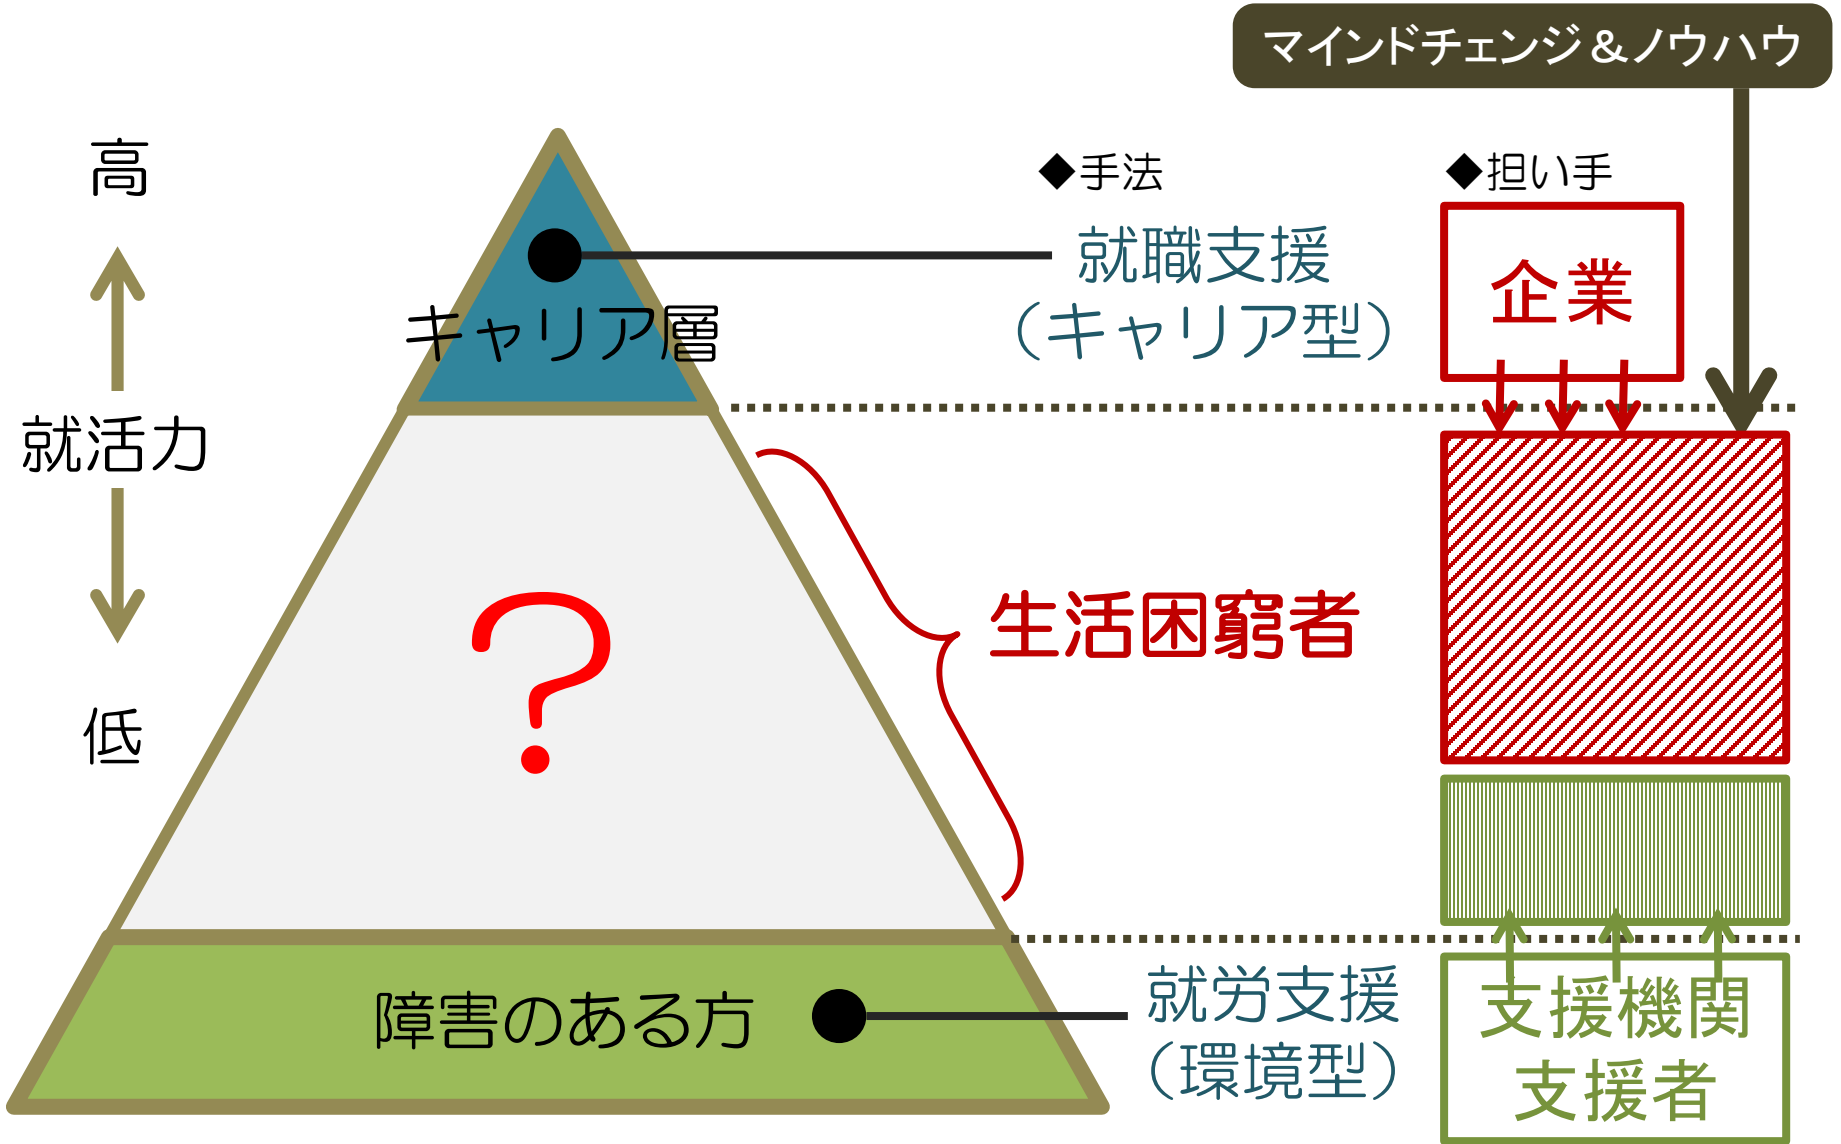 マインドチェンジ＆ノウハウ
高
就活力
低
キャリア層
？
障害のある方
◆手法
就職支援
（キャリア型）
生活困窮者
就労支援
（環境型）
◆担い手
企業
支援機関
支援者